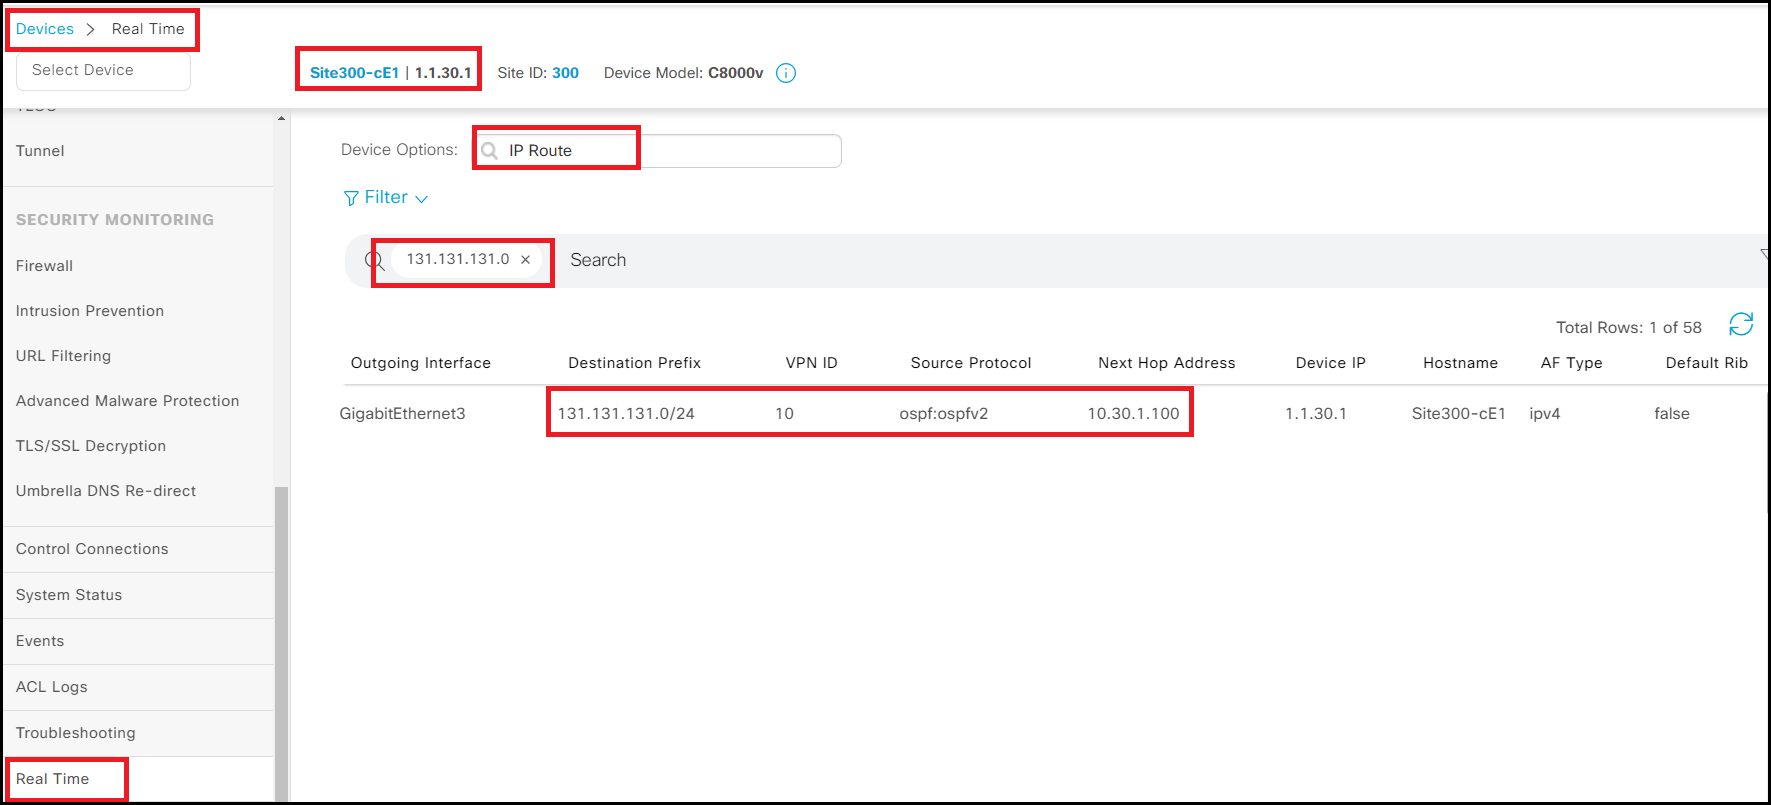 Devices > Real Time
Select Device
Site300-cE1 | 1.1.30.1 Site ID: 300 Device Model: C8000v
Tunnel
SECURITY MONITORING
Firewall
Intrusion Prevention
URL Filtering
Advanced Malware Protection
TLS/SSL Decryption
Umbrella DNS Re-direct
Control Connections
System Status
Events
ACL Logs
Troubleshooting
Real Time
Device Options: IP Route
Filter
131.131.131.0 × Search
Total Rows: 1 of 58
Outgoing Interface Destination Prefix VPN ID Source Protocol Next Hop Address Device IP Hostname AF Type Default Rib
GigabitEthernet3 131.131.131.0/24 10 ospf:ospfv2 10.30.1.100 1.1.30.1 Site300-cE1 ipv4 false